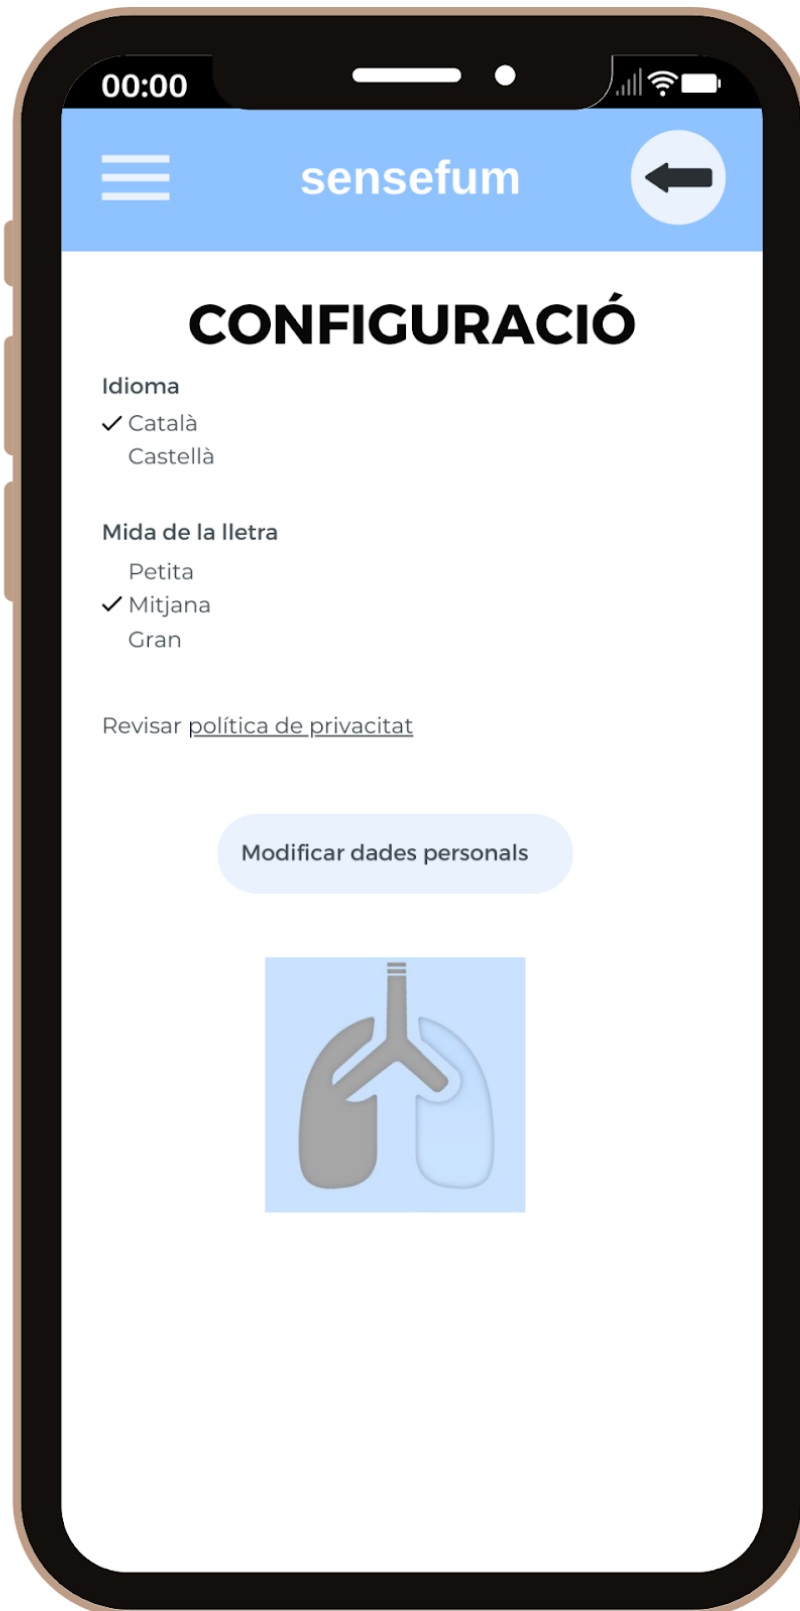 00:00
sensefum
CONFIGURACIÓ
Idioma
Català
Castellà
Mida de la lletra
Petita
Mitjana
Gran
Revisar política de privacitat
Modificar dades personals